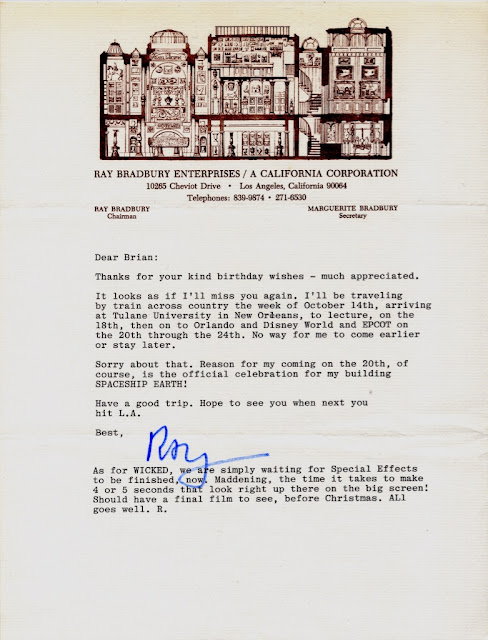 RAY BRADBURY ENTERPRISES / A CALIFORNIA CORPORATION
10265 Cheviot Drive • Los Angeles, California 90064
Telephones: 839-9874 • 271-6530
RAY BRADBURY
Chairman
MARGUERITE BRADBURY
Secretary
Dear Brian:
Thanks for your kind birthday wishes – much appreciated.
It looks as if I'll miss you again. I'll be traveling
by train across country the week of October 14th, arriving
at Tulane University in New Orleans, to lecture, on the
18th, then on to Orlando and Disney World and EPCOT on
the 20th through the 24th. No way for me to come earlier
or stay later.
Sorry about that. Reason for my coming on the 20th, of
course, is the official celebration for my building
SPACESHIP EARTH!
Have a good trip. Hope to see you when next you
hit L.A.
Best,
Ray
As for WICKED, we are simply waiting for Special Effects
to be finished, now. Maddening, the time it takes to make
4 or 5 seconds that look right up there on the big screen!
Should have a final film to see, before Christmas. ALl
goes well. R.